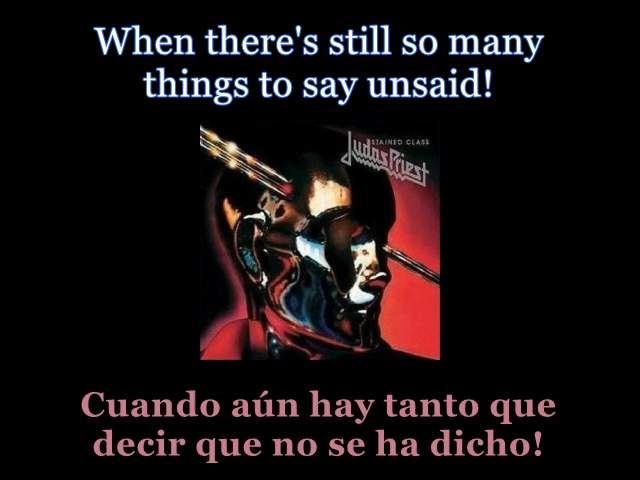 When there's still so many
things to say unsaid!
STAINED CLASS
Judas Priest
Cuando aún hay tanto que
decir que no se ha dicho!